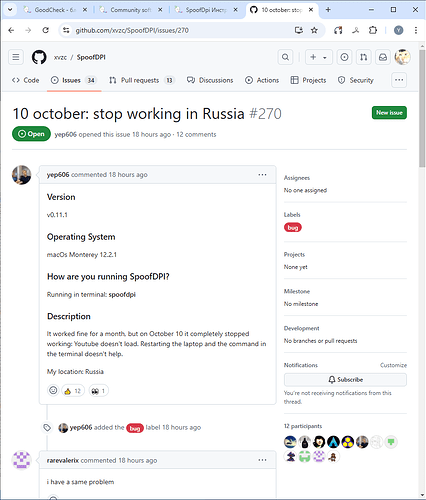 GoodCheck – б
Community soft
SpoofDpi Инстр
10 october: stop
github.com/xvzc/SpoofDPI/issues/270
xvzc / SpoofDPI
Code
Issues 34
Pull requests 13
Discussions
Actions
Projects
Security
10 october: stop working in Russia #270
New issue
Open
yep606 opened this issue 18 hours ago · 12 comments
yep606 commented 18 hours ago
Version
v0.11.1
Operating System
macOs Monterey 12.2.1
How are you running SpoofDPI?
Running in terminal: spoofdpi
Description
It worked fine for a month, but on October 10 it completely stopped
working: Youtube doesn't load. Restarting the laptop and the command in
the terminal doesn't help.
My location: Russia
👍 12
👀 1
yep606 added the bug label 18 hours ago
rarevalerix commented 18 hours ago
i have a same problem
Assignees
No one assigned
Labels
bug
Projects
None yet
Milestone
No milestone
Development
No branches or pull requests
Notifications
Customize
Subscribe
You're not receiving notifications from this
thread.
12 participants